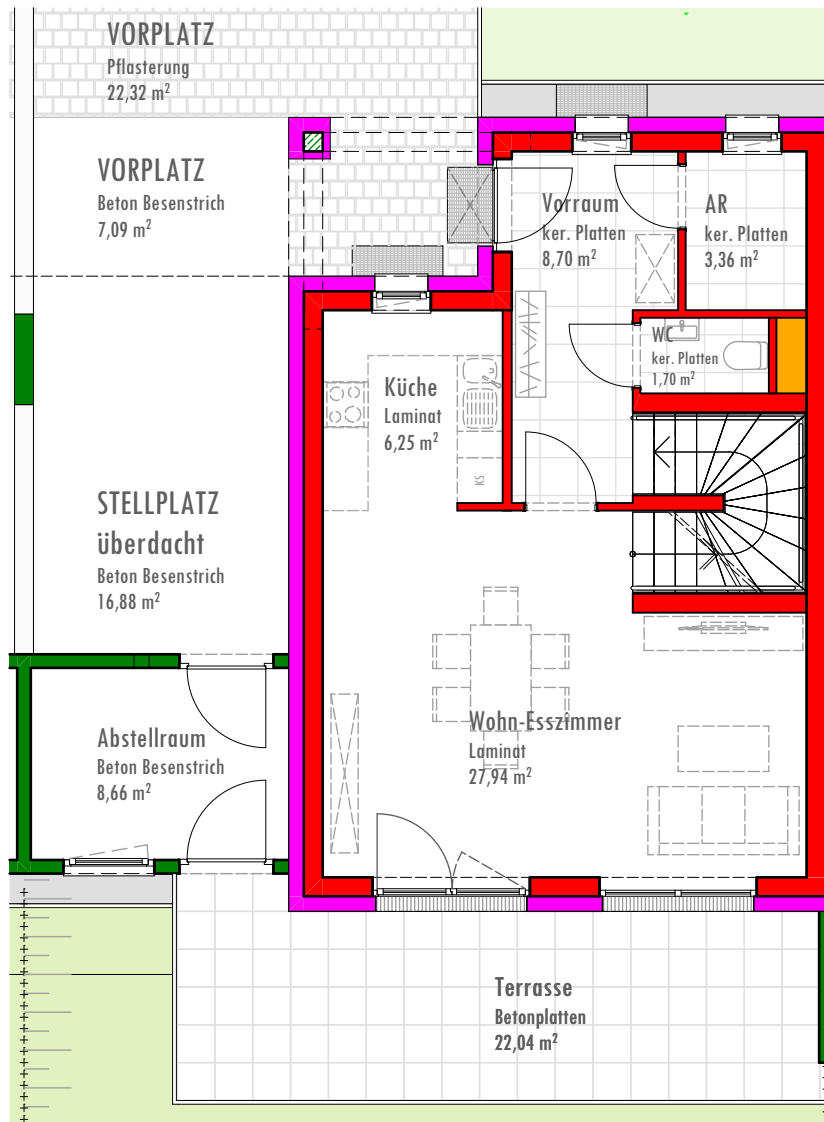 VORPLATZ
Pflasterung
22,32 m²
VORPLATZ
Beton Besenstrich
7,09 m²
Vorraum
ker. Platten
8,70 m²
AR
ker. Platten
3,36 m²
WC
ker. Platten
1,70 m²
Küche
Laminat
6,25 m²
KS
STELLPLATZ
überdacht
Beton Besenstrich
16,88 m²
Abstellraum
Beton Besenstrich
8,66 m²
Wohn-Esszimmer
Laminat
27,94 m²
Terrasse
Betonplatten
22,04 m²